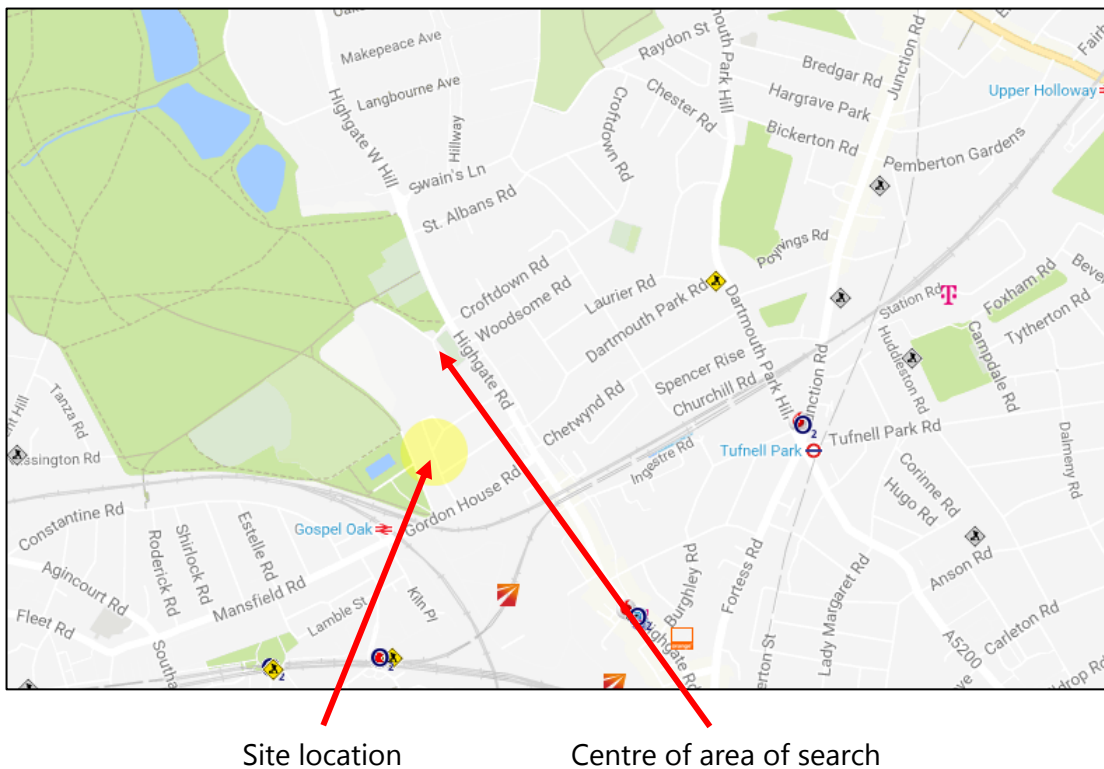 Makepeace Ave
Raydon St
Bredgar Rd
Junction Rd
Langbourne Ave
Highgate W Hill
Hillway
Chester Rd
Hargrave Park
Upper Holloway
Croftdown Rd
Bickerton Rd
Pemberton Gardens
Swain's Ln
St. Albans Rd
Poynings Rd
Croftdown Rd
Woodsome Rd
Laurier Rd
Dartmouth Park Rd
Dartmouth Park Hill
Station Rd
Foxham Rd
Tytherton Rd
Campdale Rd
Huddleston Rd
Highgate Rd
Spencer Rise
Churchill Rd
Junction Rd
Tanza Rd
Chetwynd Rd
Tufnell Park
Tufnell Park Rd
Dalmeny Rd
Ingestre Rd
Gordon House Rd
Gospel Oak
Constantine Rd
Corinne Rd
Hugo Rd
Estelle Rd
Shirlock Rd
Roderick Rd
Mansfield Rd
Agincourt Rd
Fleet Rd
Lamble St
Kiln Pl
Burghley Rd
Fortess Rd
Lady Margaret Rd
Anson Rd
A5200
Carleton Rd
Highgate Rd
Site location
Centre of area of search